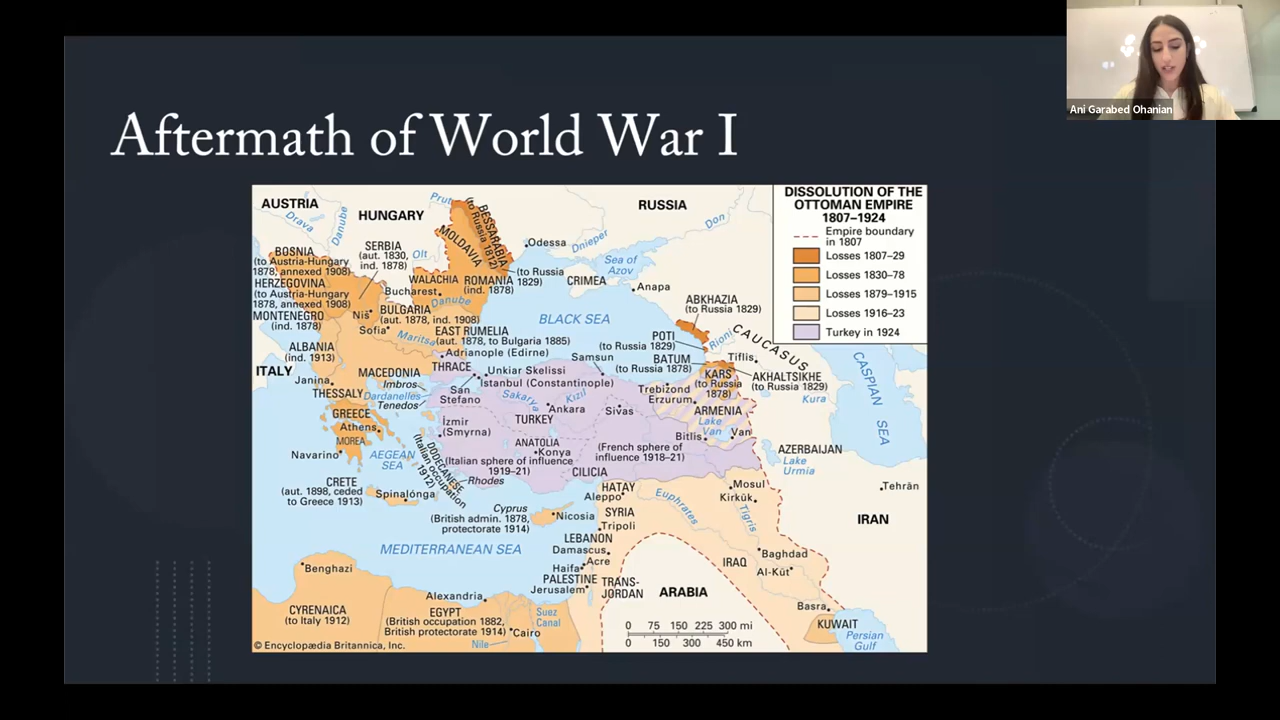 Ani Garabed Ohanian
Aftermath of World War I
DISSOLUTION OF THE
OTTOMAN EMPIRE
1807–1924
Empire boundary
in 1807
Losses 1807–29
Losses 1830–78
Losses 1879–1915
Losses 1916–23
Turkey in 1924
AUSTRIA
Drava
Danube
HUNGARY
Prut
BESSARABIA
(to Russia 1812)
MOLDAVIA
RUSSIA
Don
Odessa
Dnieper
Sea of
Azov
CRIMEA
Anapa
BOSNIA
(to Austria-Hungary
1878, annexed 1908)
HERZEGOVINA
(to Austria-Hungary
1878, annexed 1908)
MONTENEGRO
(ind. 1878)
SERBIA
(aut. 1830,
ind. 1878)
Olt
WALACHIA
Bucharest
Danube
ROMANIA
(ind. 1878)
(to Russia
1829)
Niš
Sofia
BULGARIA
(aut. 1878, ind. 1908)
EAST RUMELIA
(aut. 1878, to Bulgaria 1885)
Maritsa
Adrianople (Edirne)
BLACK SEA
ABKHAZIA
(to Russia 1829)
POTI
(to Russia 1829)
Rioni
CAUCASUS
BATUM
(to Russia 1878)
Tiflis
KARS
(to Russia
1878)
AKHALTSIKHE
(to Russia 1829)
Kura
CASPIAN
SEA
ALBANIA
(ind. 1913)
ITALY
Janina
MACEDONIA
THRACE
Imbros
Dardanelles
Tenedos
San
Stefano
Unkiar Skelissi
Istanbul (Constantinople)
Samsun
Sakarya
Kızıl
Ankara
TURKEY
Sivas
Trebizond
Erzurum
ARMENIA
Lake
Van
Van
Bitlis
THESSALY
GREECE
Athens
MOREA
Navarino
AEGEAN
SEA
İzmir
(Smyrna)
ANATOLIA
Konya
(Italian sphere of influence
1919–21)
(French sphere of
influence 1918–21)
CILICIA
DODECANESE
(Italian occupation
1912)
Rhodes
AZERBAIJAN
Lake
Urmia
Tehrān
IRAN
CRETE
(aut. 1898, ceded
to Greece 1913)
Spinalónga
Cyprus
(British admin. 1878,
protectorate 1914)
Nicosia
HATAY
Aleppo
SYRIA
Tripoli
LEBANON
Damascus
Acre
Haifa
PALESTINE
Jerusalem
TRANS-
JORDAN
Euphrates
Mosul
Kirkūk
Tigris
Baghdad
IRAQ
Al-Kūt
Basra
KUWAIT
Persian
Gulf
ARABIA
MEDITERRANEAN SEA
Benghazi
CYRENAICA
(to Italy 1912)
Alexandria
EGYPT
(British occupation 1882,
British protectorate 1914)
Cairo
Suez
Canal
Nile
0 75 150 225 300 mi
0 150 300 450 km
© Encyclopædia Britannica, Inc.